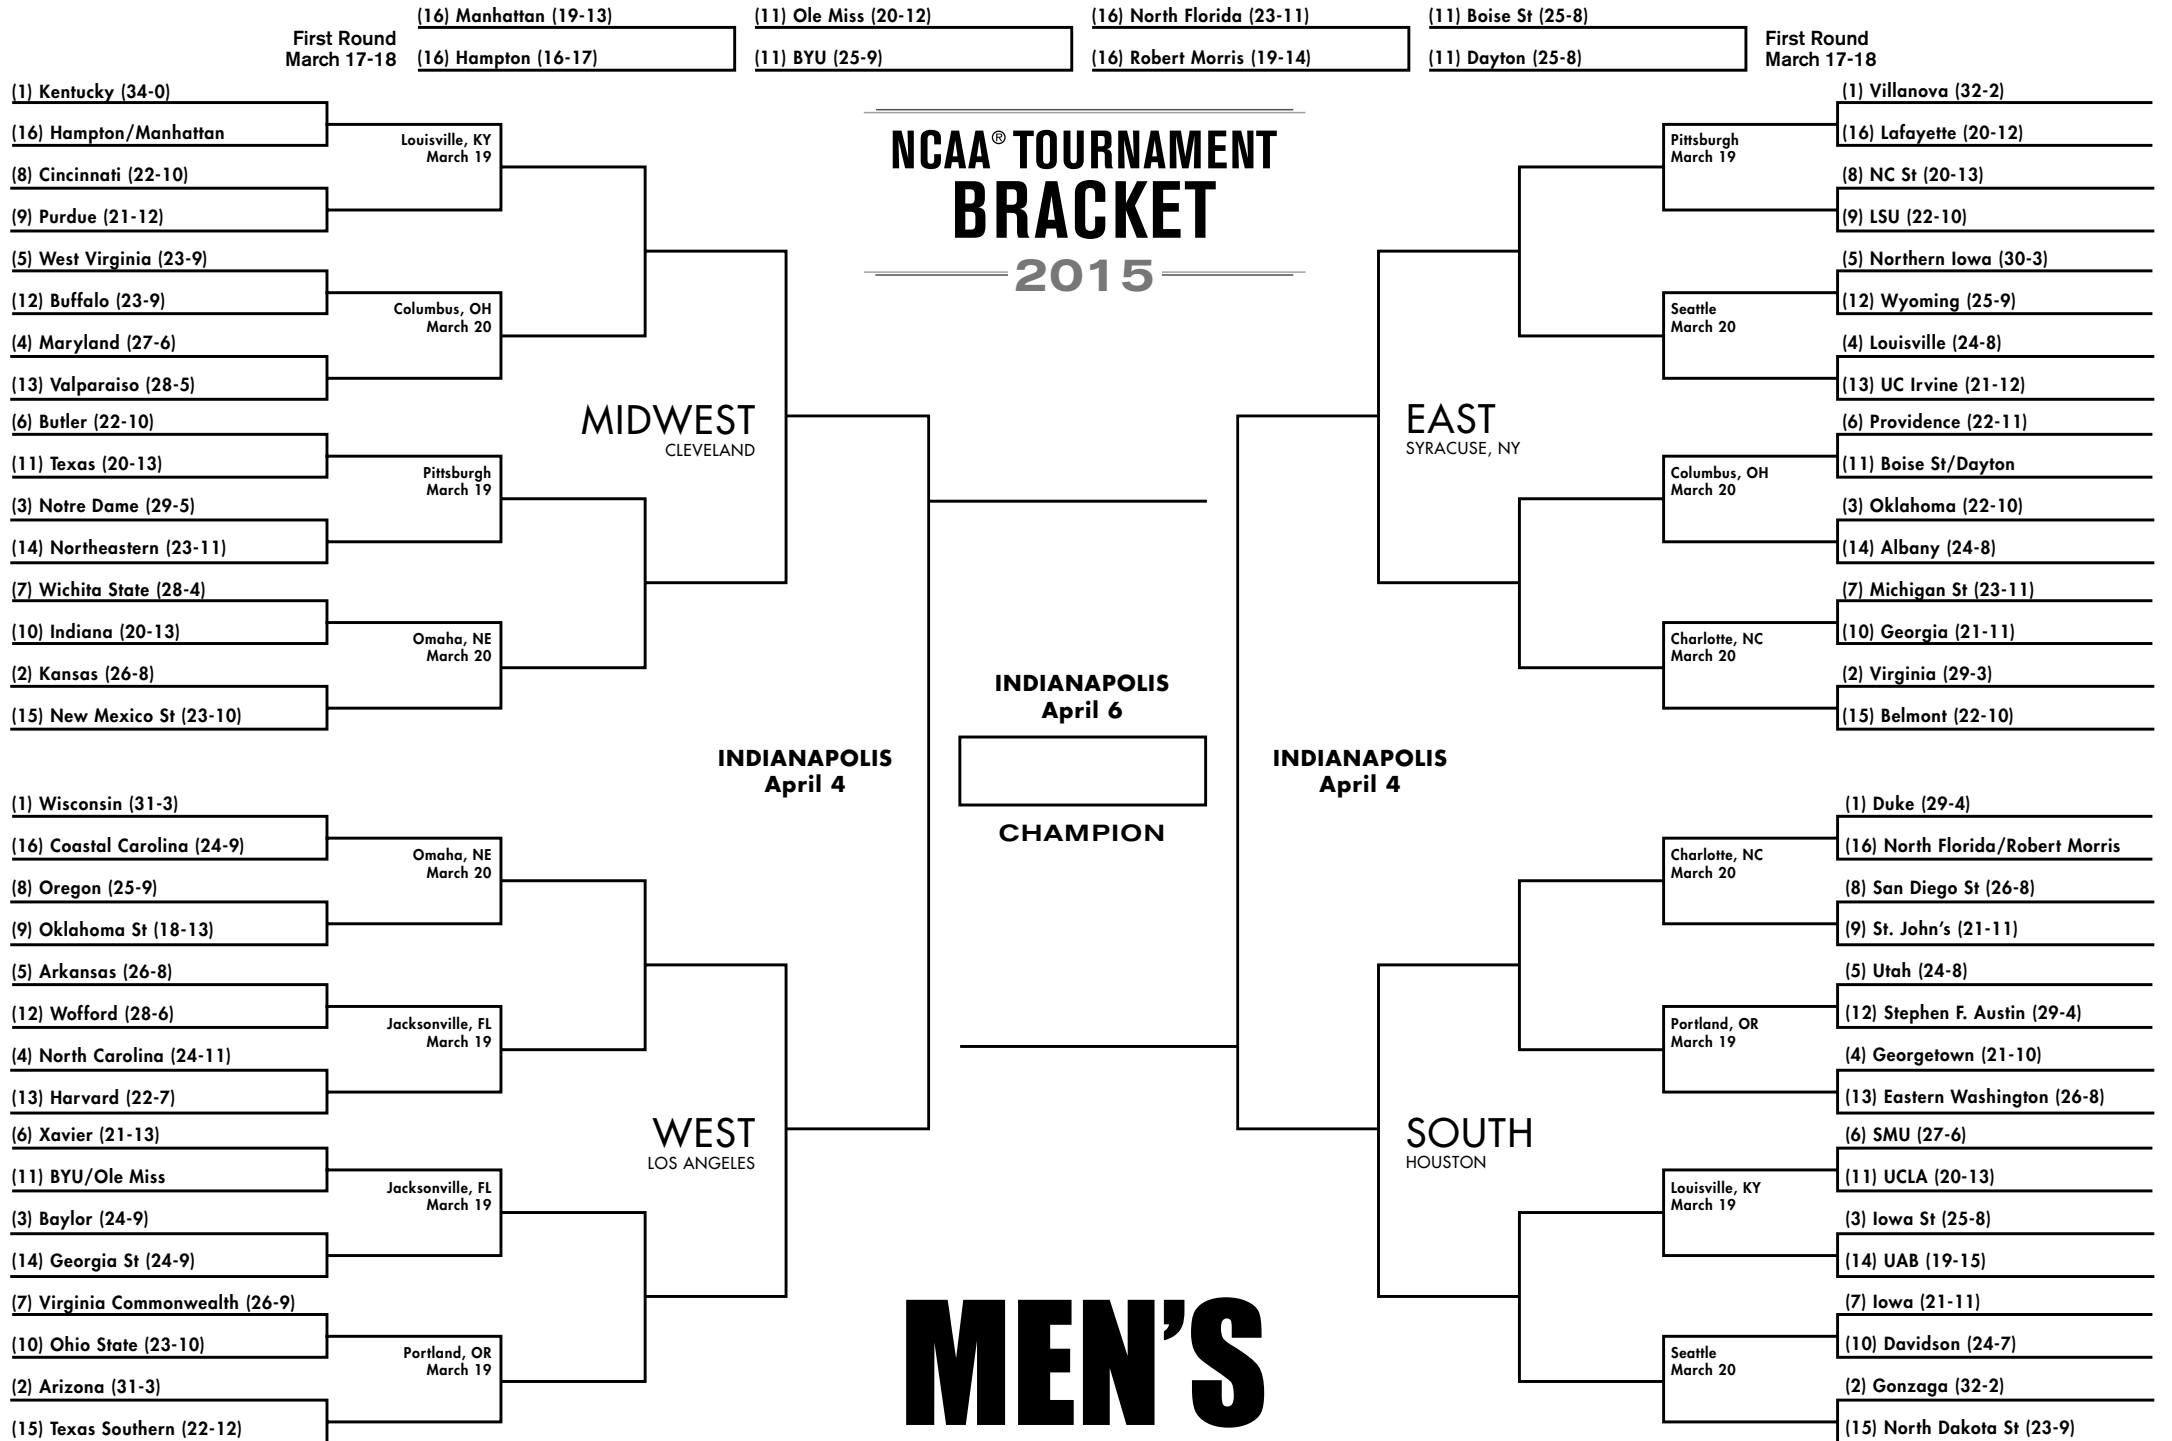 First Round
March 17-18
(16) Manhattan (19-13)
(16) Hampton (16-17)
(11) Ole Miss (20-12)
(11) BYU (25-9)
(16) North Florida (23-11)
(16) Robert Morris (19-14)
(11) Boise St (25-8)
(11) Dayton (25-8)
First Round
March 17-18
NCAA® TOURNAMENT
BRACKET
2015
(1) Kentucky (34-0)
(16) Hampton/Manhattan
(8) Cincinnati (22-10)
(9) Purdue (21-12)
Louisville, KY
March 19
(5) West Virginia (23-9)
(12) Buffalo (23-9)
(4) Maryland (27-6)
(13) Valparaiso (28-5)
Columbus, OH
March 20
(6) Butler (22-10)
(11) Texas (20-13)
(3) Notre Dame (29-5)
(14) Northeastern (23-11)
Pittsburgh
March 19
(7) Wichita State (28-4)
(10) Indiana (20-13)
(2) Kansas (26-8)
(15) New Mexico St (23-10)
Omaha, NE
March 20
MIDWEST
CLEVELAND
(1) Wisconsin (31-3)
(16) Coastal Carolina (24-9)
(8) Oregon (25-9)
(9) Oklahoma St (18-13)
Omaha, NE
March 20
(5) Arkansas (26-8)
(12) Wofford (28-6)
(4) North Carolina (24-11)
(13) Harvard (22-7)
Jacksonville, FL
March 19
(6) Xavier (21-13)
(11) BYU/Ole Miss
(3) Baylor (24-9)
(14) Georgia St (24-9)
Jacksonville, FL
March 19
(7) Virginia Commonwealth (26-9)
(10) Ohio State (23-10)
(2) Arizona (31-3)
(15) Texas Southern (22-12)
Portland, OR
March 19
WEST
LOS ANGELES
INDIANAPOLIS
April 4
INDIANAPOLIS
April 6
CHAMPION
INDIANAPOLIS
April 4
(1) Villanova (32-2)
(16) Lafayette (20-12)
(8) NC St (20-13)
(9) LSU (22-10)
Pittsburgh
March 19
(5) Northern Iowa (30-3)
(12) Wyoming (25-9)
(4) Louisville (24-8)
(13) UC Irvine (21-12)
Seattle
March 20
(6) Providence (22-11)
(11) Boise St/Dayton
(3) Oklahoma (22-10)
(14) Albany (24-8)
Columbus, OH
March 20
(7) Michigan St (23-11)
(10) Georgia (21-11)
(2) Virginia (29-3)
(15) Belmont (22-10)
Charlotte, NC
March 20
EAST
SYRACUSE, NY
(1) Duke (29-4)
(16) North Florida/Robert Morris
(8) San Diego St (26-8)
(9) St. John's (21-11)
Charlotte, NC
March 20
(5) Utah (24-8)
(12) Stephen F. Austin (29-4)
(4) Georgetown (21-10)
(13) Eastern Washington (26-8)
Portland, OR
March 19
(6) SMU (27-6)
(11) UCLA (20-13)
(3) Iowa St (25-8)
(14) UAB (19-15)
Louisville, KY
March 19
(7) Iowa (21-11)
(10) Davidson (24-7)
(2) Gonzaga (32-2)
(15) North Dakota St (23-9)
Seattle
March 20
SOUTH
HOUSTON
MEN'S